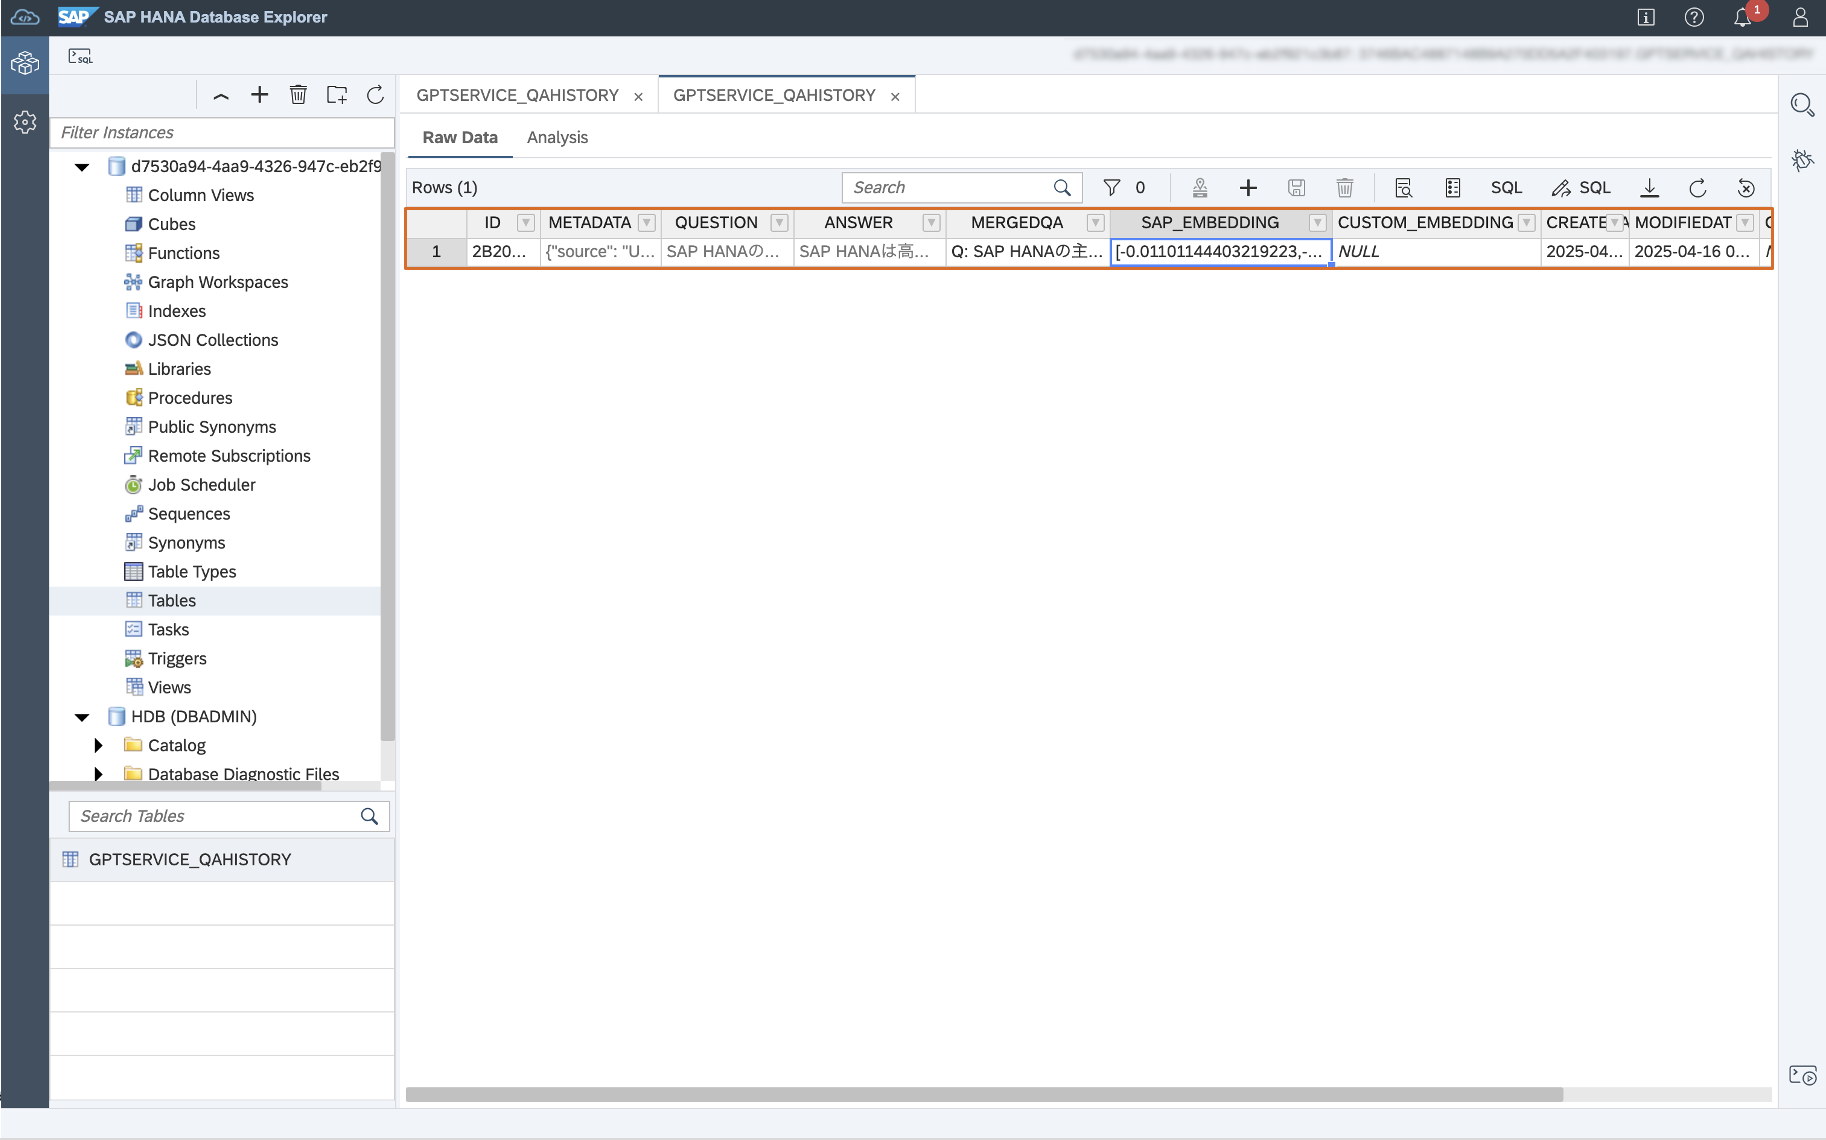 SAP SAP HANA Database Explorer
1
SQL
GPTSERVICE_QAHISTORY × GPTSERVICE_QAHISTORY ×
Filter Instances
Raw Data Analysis
d7530a94-4aa9-4326-947c-eb2f9
Rows (1) Search 0 SQL SQL
Column Views
ID METADATA QUESTION ANSWER MERGEDQA SAP_EMBEDDING CUSTOM_EMBEDDING CREATE A MODIFIEDAT
Cubes
1 2B20... {"source": "U... SAP HANAの... SAP HANAは高... Q: SAP HANAの主... [-0.01101144403219223,-... NULL 2025-04... 2025-04-16 0...
Functions
Graph Workspaces
Indexes
JSON Collections
Libraries
Procedures
Public Synonyms
Remote Subscriptions
Job Scheduler
Sequences
Synonyms
Table Types
Tables
Tasks
Triggers
Views
HDB (DBADMIN)
Catalog
Database Diagnostic Files
Search Tables
GPTSERVICE_QAHISTORY